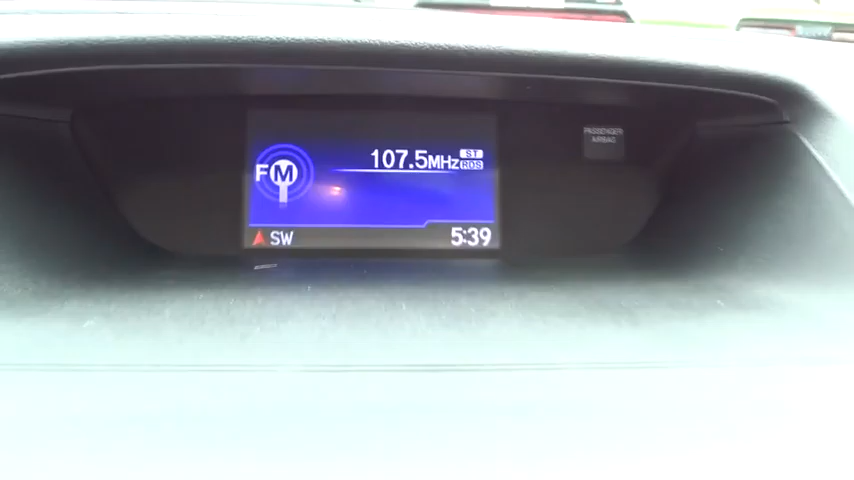 FM
107.5MHz
ST
RDS
SW
5:39
PASSENGER
AIRBAG